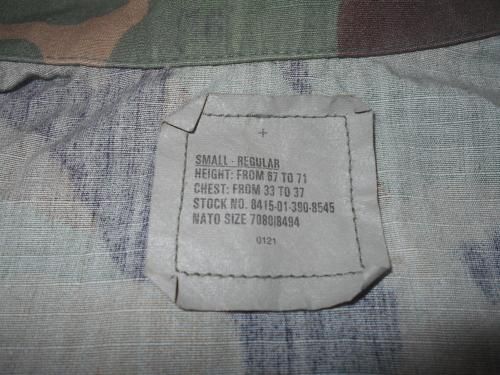 SMALL - REGULAR
HEIGHT: FROM 67 TO 71
CHEST: FROM 33 TO 37
STOCK NO. 8415-01-390-8545
NATO SIZE 7080/8494
0121